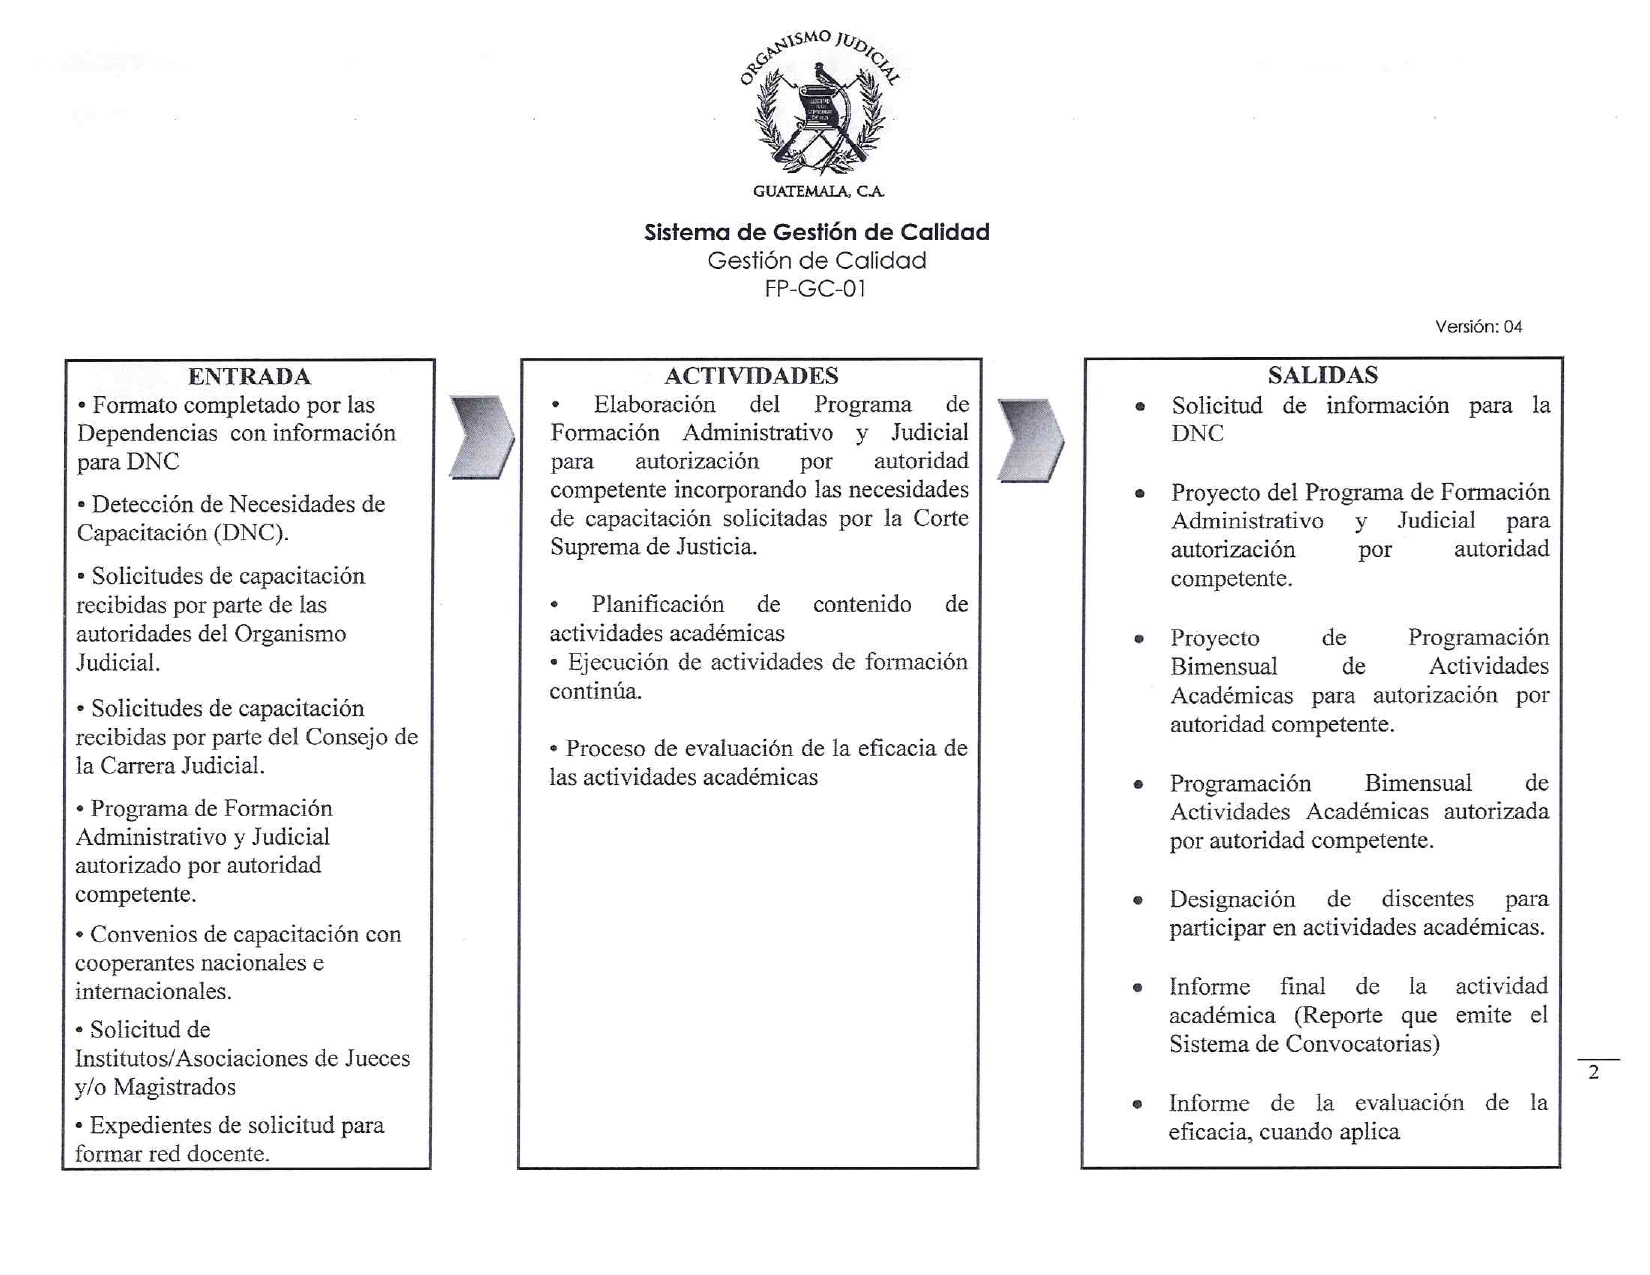 ORGANISMO JUDICIAL
GUATEMALA, C.A.
Sistema de Gestión de Calidad
Gestión de Calidad
FP-GC-01
Versión: 04
ENTRADA
• Formato completado por las
Dependencias con información
para DNC
• Detección de Necesidades de
Capacitación (DNC).
• Solicitudes de capacitación
recibidas por parte de las
autoridades del Organismo
Judicial.
• Solicitudes de capacitación
recibidas por parte del Consejo de
la Carrera Judicial.
• Programa de Formación
Administrativo y Judicial
autorizado por autoridad
competente.
• Convenios de capacitación con
cooperantes nacionales e
internacionales.
• Solicitud de
Institutos/Asociaciones de Jueces
y/o Magistrados
• Expedientes de solicitud para
formar red docente.
ACTIVIDADES
• Elaboración del Programa de
Formación Administrativo y Judicial
para autorización por autoridad
competente incorporando las necesidades
de capacitación solicitadas por la Corte
Suprema de Justicia.
• Planificación de contenido de
actividades académicas
• Ejecución de actividades de formación
continúa.
• Proceso de evaluación de la eficacia de
las actividades académicas
SALIDAS
• Solicitud de información para la
DNC
• Proyecto del Programa de Formación
Administrativo y Judicial para
autorización por autoridad
competente.
• Proyecto de Programación
Bimensual de Actividades
Académicas para autorización por
autoridad competente.
• Programación Bimensual de
Actividades Académicas autorizada
por autoridad competente.
• Designación de discentes para
participar en actividades académicas.
• Informe final de la actividad
académica (Reporte que emite el
Sistema de Convocatorias)
• Informe de la evaluación de la
eficacia, cuando aplica
2